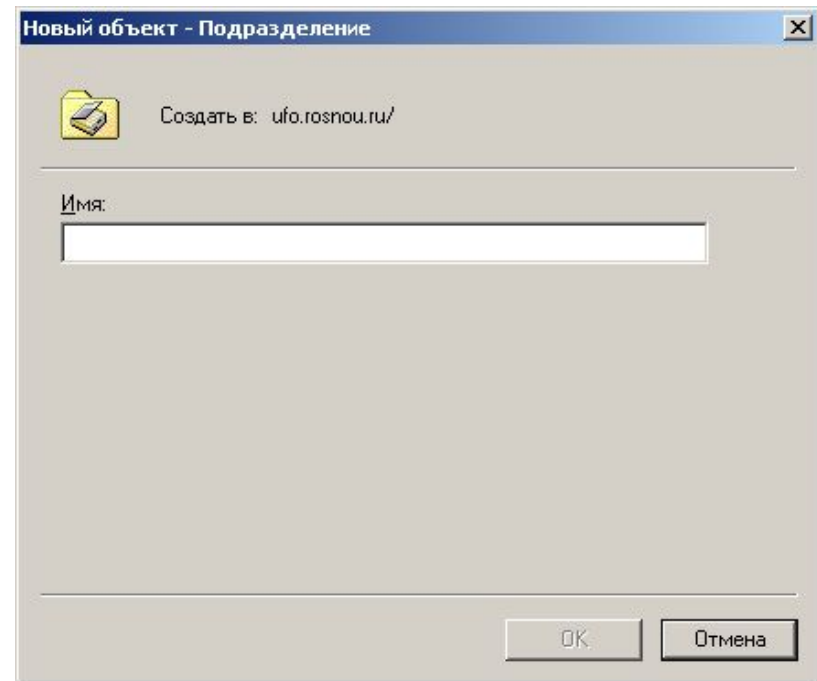 Новый объект - Подразделение
Создать в: ufo.rosnou.ru/
Имя:
OK
Отмена